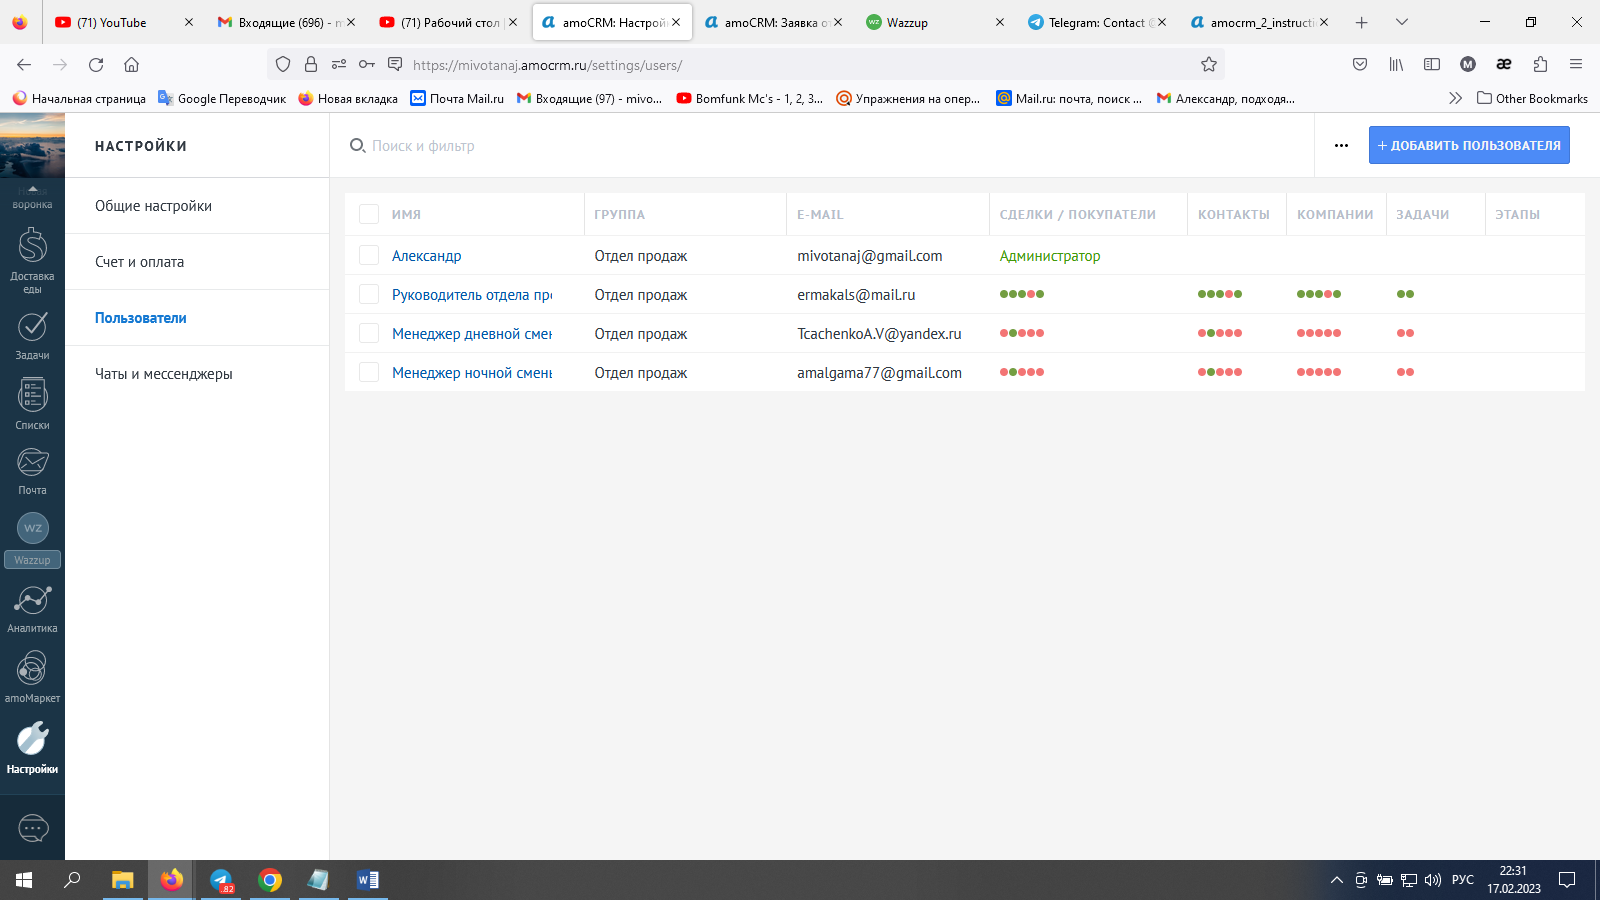 (71) YouTube
Входящие (696) - m
(71) Рабочий стол |
amoCRM: Настрой
amoCRM: Заявка о
Wazzup
Telegram: Contact @
amocrm_2_instructi
https://mivotanaj.amocrm.ru/settings/users/
Начальная страница
Google Переводчик
Новая вкладка
Почта Mail.ru
Входящие (97) - mivo...
Bomfunk Mc's - 1, 2, 3...
Упражнения на опер...
Mail.ru: почта, поиск ...
Александр, подходя...
Other Bookmarks
воронка
Доставка
еды
Задачи
Списки
Почта
WZ
Wazzup
Аналитика
amoМаркет
Настройки
НАСТРОЙКИ
Общие настройки
Счет и оплата
Пользователи
Чаты и мессенджеры
Поиск и фильтр
+ ДОБАВИТЬ ПОЛЬЗОВАТЕЛЯ
ИМЯ ГРУППА E-MAIL СДЕЛКИ / ПОКУПАТЕЛИ КОНТАКТЫ КОМПАНИИ ЗАДАЧИ ЭТАПЫ
Александр Отдел продаж mivotanaj@gmail.com Администратор
Руководитель отдела про Отдел продаж ermakals@mail.ru
Менеджер дневной смен Отдел продаж TcachenkoA.V@yandex.ru
Менеджер ночной смены Отдел продаж amalgama77@gmail.com
82
РУС
22:31
17.02.2023